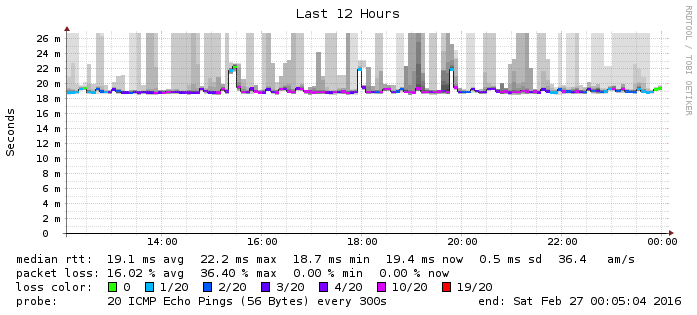 Last 12 Hours
RRDTOOL / TOBI OETIKER
Seconds
26 m
24 m
22 m
20 m
18 m
16 m
14 m
12 m
10 m
8 m
6 m
4 m
2 m
0
14:00 16:00 18:00 20:00 22:00 00:00
median rtt: 19.1 ms avg 22.2 ms max 18.7 ms min 19.4 ms now 0.5 ms sd 36.4 am/s
packet loss: 16.02 % avg 36.40 % max 0.00 % min 0.00 % now
loss color: 0 1/20 2/20 3/20 4/20 10/20 19/20
probe: 20 ICMP Echo Pings (56 Bytes) every 300s end: Sat Feb 27 00:05:04 2016